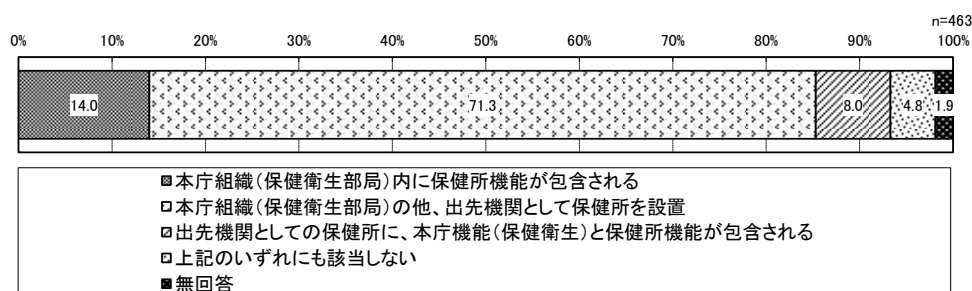 n=463
0% 10% 20% 30% 40% 50% 60% 70% 80% 90% 100%
14.0 71.3 8.0 4.8 1.9
本庁組織(保健衛生部局)内に保健所機能が包含される
本庁組織(保健衛生部局)の他、出先機関として保健所を設置
出先機関としての保健所に、本庁機能(保健衛生)と保健所機能が包含される
上記のいずれにも該当しない
無回答